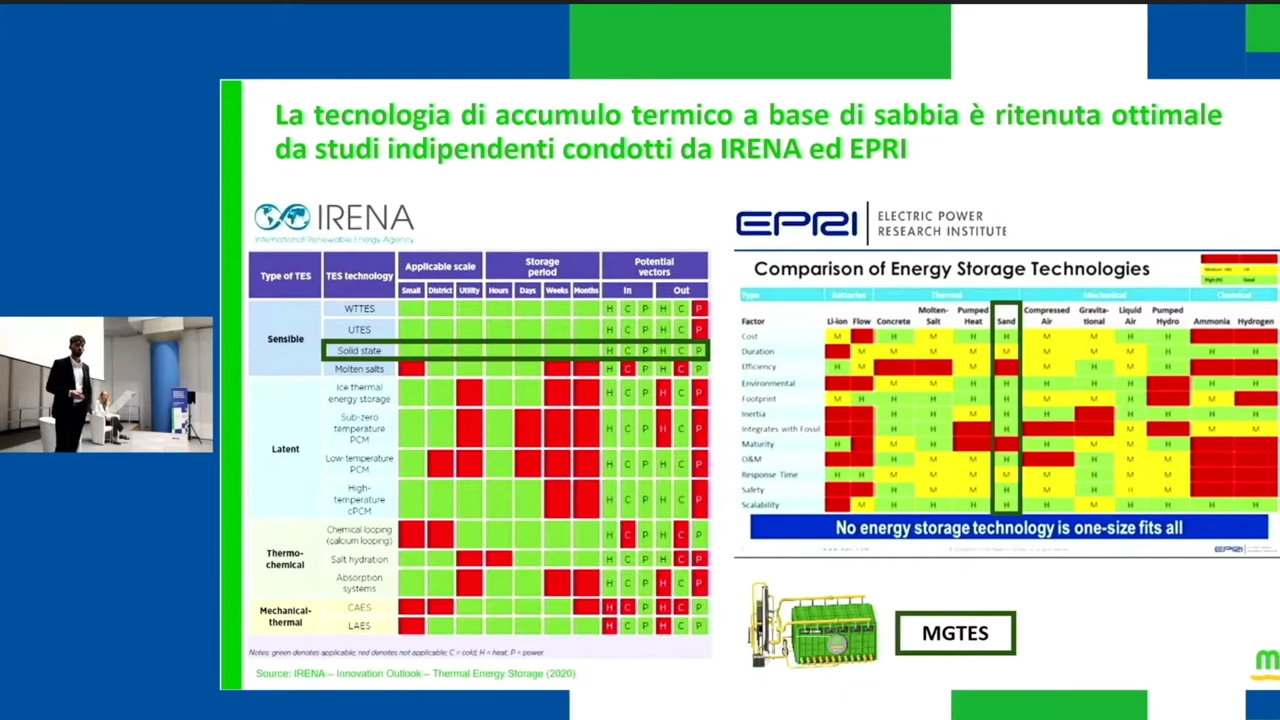 La tecnologia di accumulo termico a base di sabbia è ritenuta ottimale
da studi indipendenti condotti da IRENA ed EPRI
IRENA
International Renewable Energy Agency
Type of TES TES technology Applicable scale Storage period Potential vectors
Small District Utility Hours Days Weeks Months In Out
Sensible
WTTES H C P H C P
UTES H C P H C P
Solid state H C P H C P
Molten salts H C P H C P
Latent
Ice thermal energy storage H C P H C P
Sub-zero temperature PCM H C P H C P
Low-temperature PCM H C P H C P
High-temperature cPCM H C P H C P
Thermo-chemical
Chemical looping (calcium looping) H C P H C P
Salt hydration H C P H C P
Absorption systems H C P H C P
Mechanical-thermal
CAES H C P H C P
LAES H C P H C P
Notes: green denotes applicable; red denotes not applicable; C = cold; H = heat; P = power.
Source: IRENA – Innovation Outlook – Thermal Energy Storage (2020)
EPRI ELECTRIC POWER
RESEARCH INSTITUTE
Comparison of Energy Storage Technologies
Type Batteries Thermal Mechanical Chemical
Factor Li-ion Flow Concrete Molten-Salt Pumped Heat Sand Compressed Air Gravita-tional Liquid Air Pumped Hydro Ammonia Hydrogen
Cost
Duration
Efficiency
Environmental
Footprint
Inertia
Integrates with Fossil
Maturity
O&M
Response Time
Safety
Scalability
No energy storage technology is one-size fits all
EPRI
MGTES